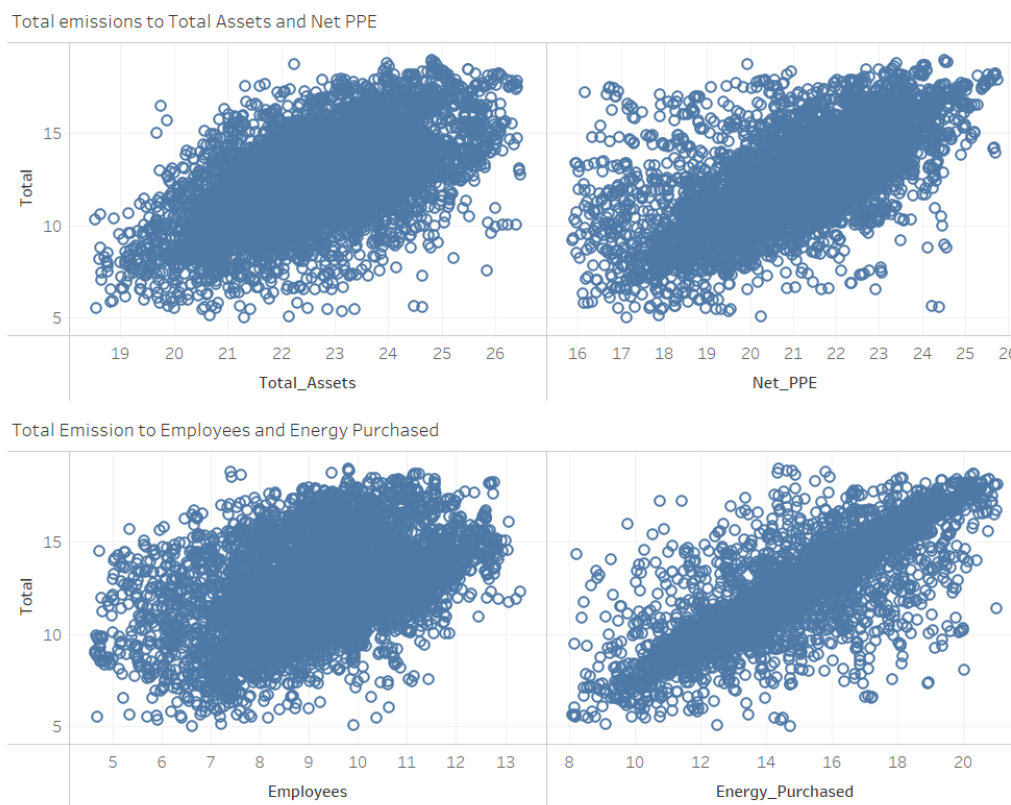 Total emissions to Total Assets and Net PPE
Total
15
10
5
19 20 21 22 23 24 25 26
16 17 18 19 20 21 22 23 24 25
Total_Assets
Net_PPE
Total Emission to Employees and Energy Purchased
Total
15
10
5
5 6 7 8 9 10 11 12 13
8 10 12 14 16 18 20
Employees
Energy_Purchased